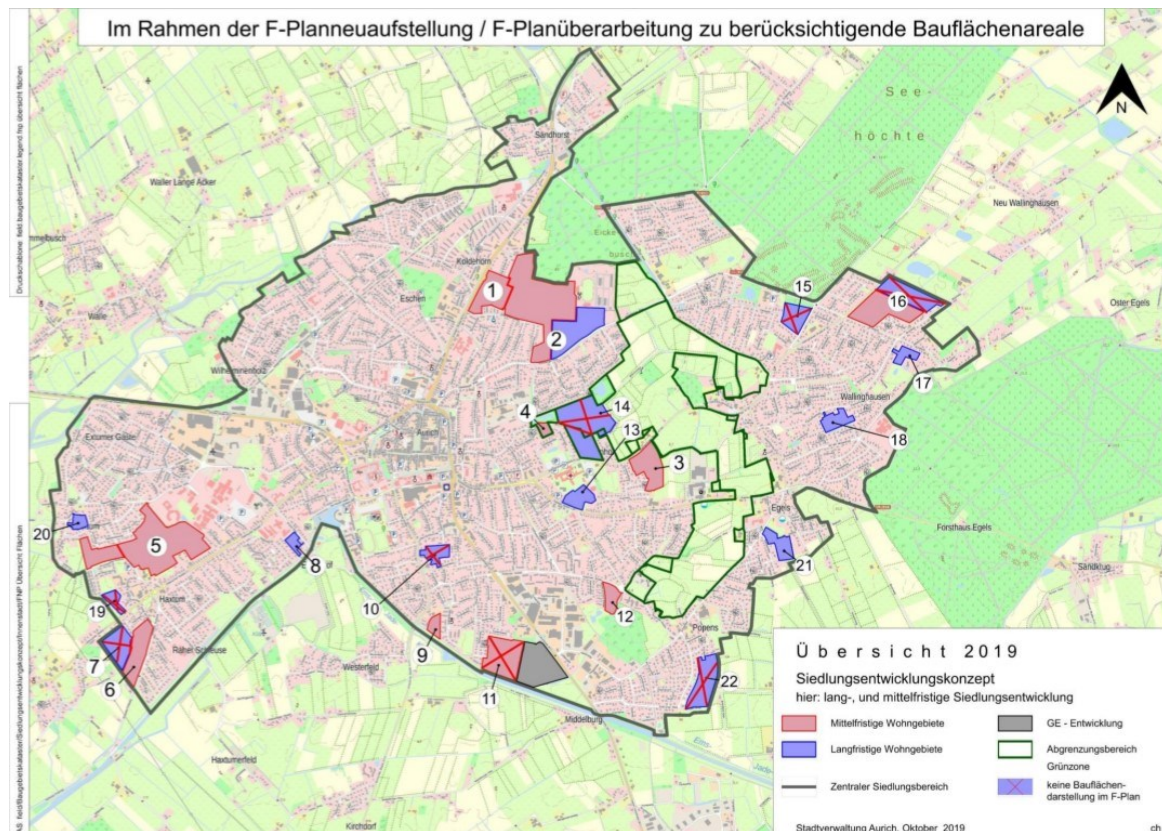 Im Rahmen der F-Planneuaufstellung / F-Planüberarbeitung zu berücksichtigende Bauflächenareale
N
See-
höchte
Sandhorst
Waller Lange Äcker
Neu Wallinghausen
Keldehorn
Eschen
Walle
Oster Egels
Wilhelminenholz
Wallinghausen
Aurich
Extumer Gaste
Egels
Forsthaus Egels
Sandklug
Haxtum
Rahe Schleuse
Westerfeld
Popens
Middelburg
Haxtumerfeld
Kirchdorf
1
2
3
4
5
6
7
8
9
10
11
12
13
14
15
16
17
18
19
20
21
22
Übersicht 2019
Siedlungsentwicklungskonzept
hier: lang-, und mittelfristige Siedlungsentwicklung
Mittelfristige Wohngebiete
Langfristige Wohngebiete
Zentraler Siedlungsbereich
GE - Entwicklung
Abgrenzungsbereich
Grünzone
keine Bauflächen-
darstellung im F-Plan
Stadtverwaltung Aurich, Oktober 2019
ch